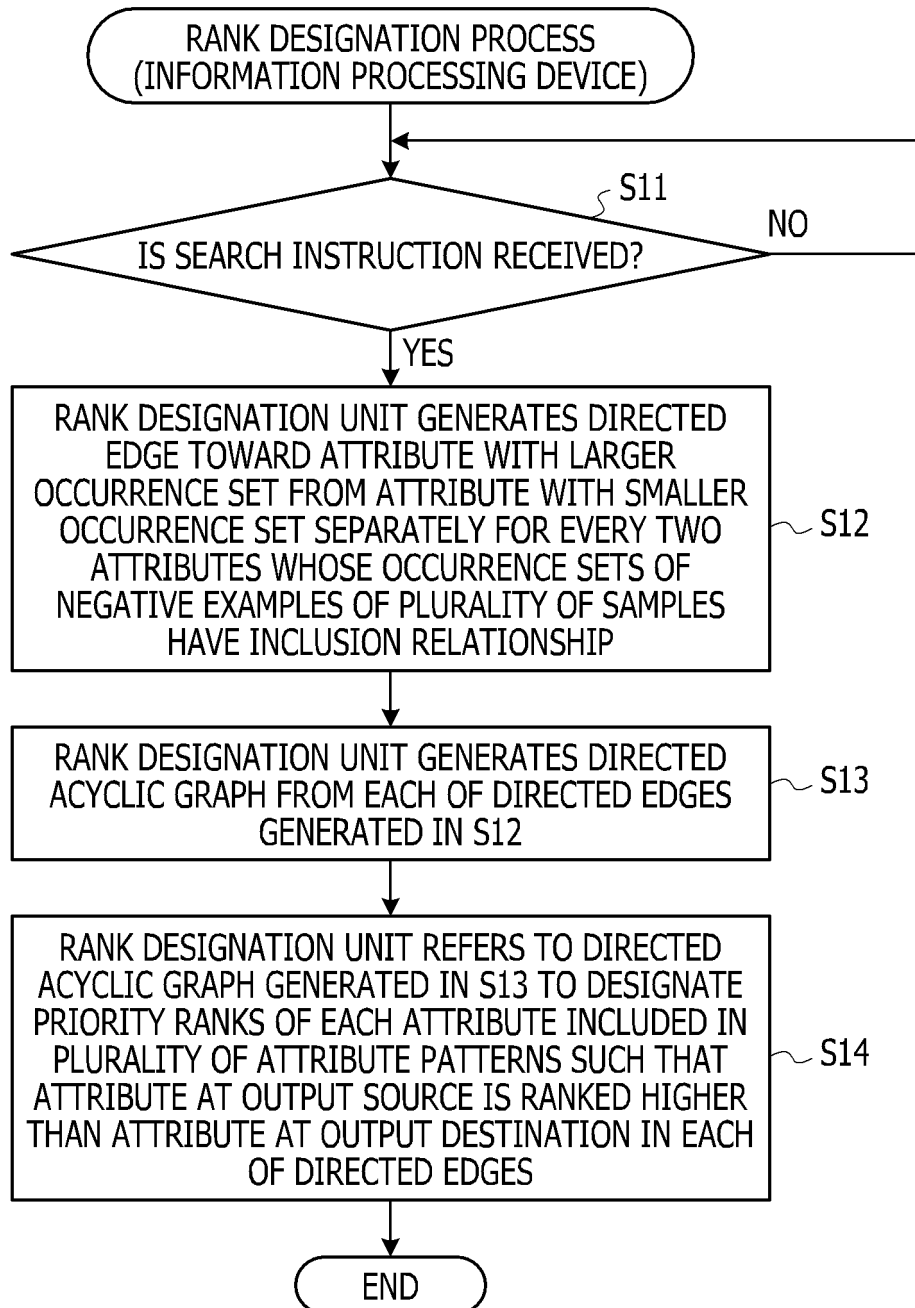 RANK DESIGNATION PROCESS
(INFORMATION PROCESSING DEVICE)
S11
NO
IS SEARCH INSTRUCTION RECEIVED?
YES
RANK DESIGNATION UNIT GENERATES DIRECTED
EDGE TOWARD ATTRIBUTE WITH LARGER
OCCURRENCE SET FROM ATTRIBUTE WITH SMALLER
OCCURRENCE SET SEPARATELY FOR EVERY TWO
ATTRIBUTES WHOSE OCCURRENCE SETS OF
NEGATIVE EXAMPLES OF PLURALITY OF SAMPLES
HAVE INCLUSION RELATIONSHIP
S12
RANK DESIGNATION UNIT GENERATES DIRECTED
ACYCLIC GRAPH FROM EACH OF DIRECTED EDGES
GENERATED IN S12
S13
RANK DESIGNATION UNIT REFERS TO DIRECTED
ACYCLIC GRAPH GENERATED IN S13 TO DESIGNATE
PRIORITY RANKS OF EACH ATTRIBUTE INCLUDED IN
PLURALITY OF ATTRIBUTE PATTERNS SUCH THAT
ATTRIBUTE AT OUTPUT SOURCE IS RANKED HIGHER
THAN ATTRIBUTE AT OUTPUT DESTINATION IN EACH
OF DIRECTED EDGES
S14
END